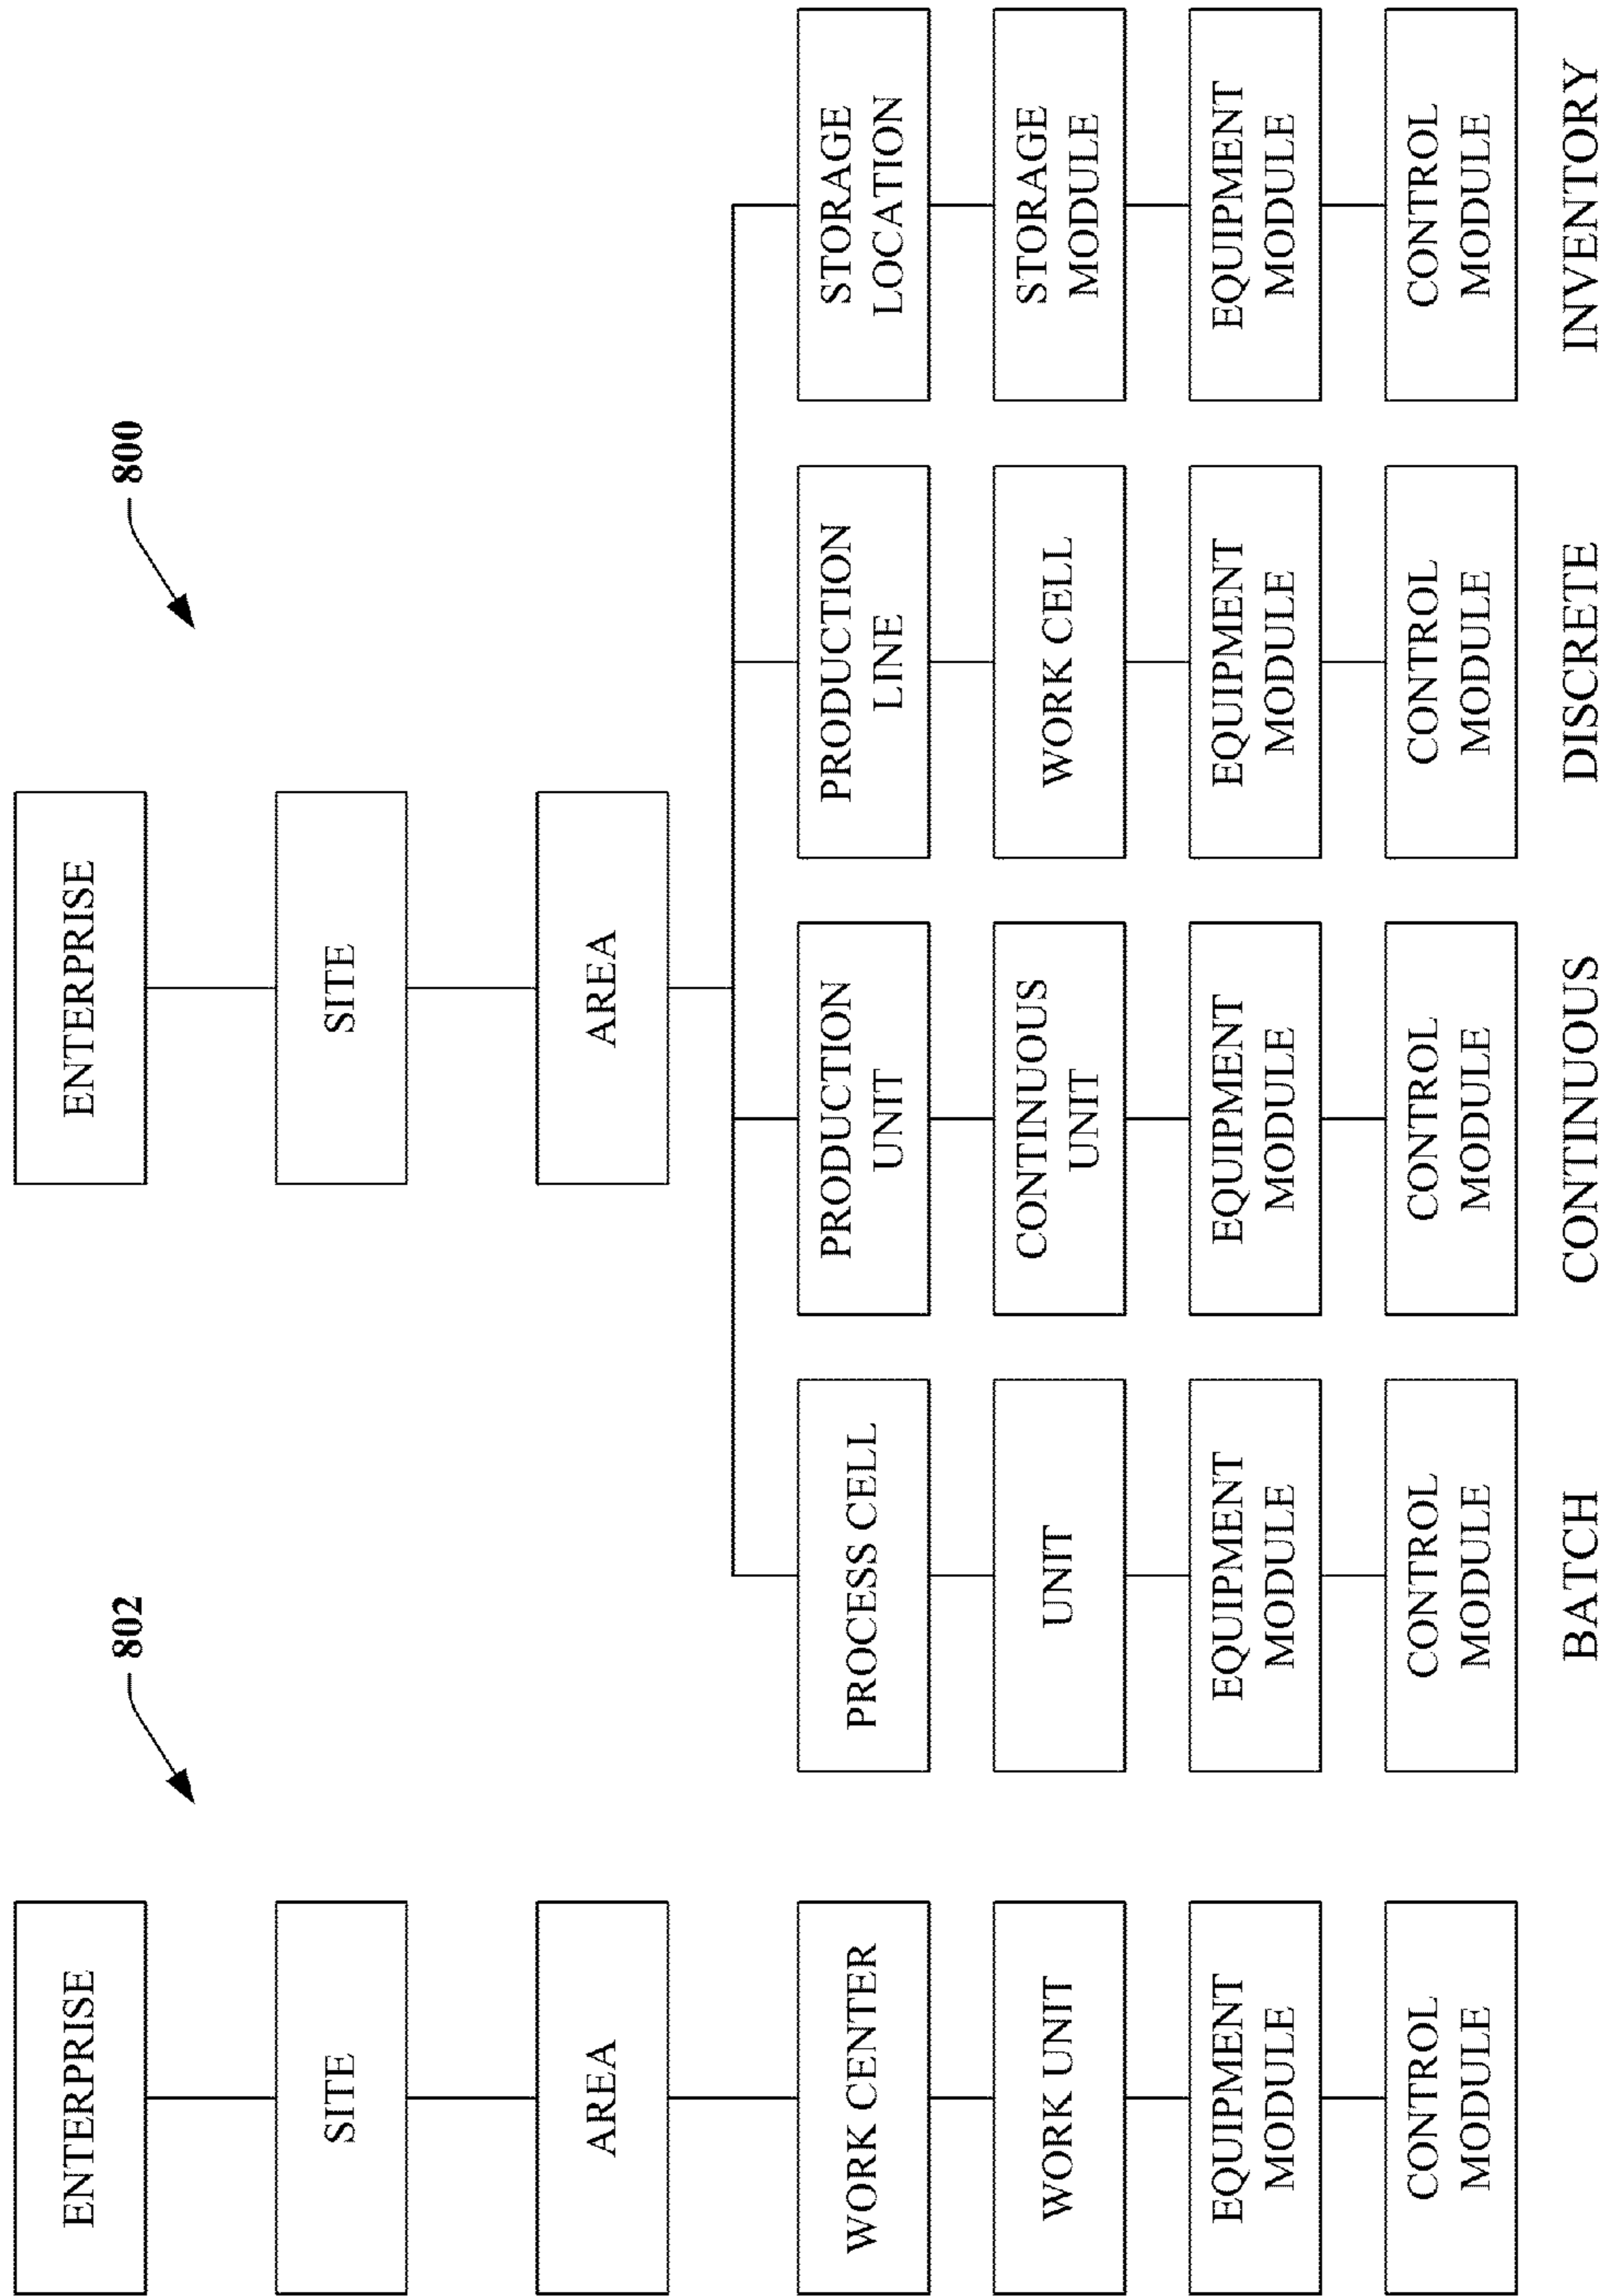 802
ENTERPRISE
SITE
AREA
WORK CENTER
WORK UNIT
EQUIPMENT
MODULE
CONTROL
MODULE
800
ENTERPRISE
SITE
AREA
PROCESS CELL
UNIT
EQUIPMENT
MODULE
CONTROL
MODULE
BATCH
PRODUCTION
UNIT
CONTINUOUS
UNIT
EQUIPMENT
MODULE
CONTROL
MODULE
CONTINUOUS
PRODUCTION
LINE
WORK CELL
EQUIPMENT
MODULE
CONTROL
MODULE
DISCRETE
STORAGE
LOCATION
STORAGE
MODULE
EQUIPMENT
MODULE
CONTROL
MODULE
INVENTORY